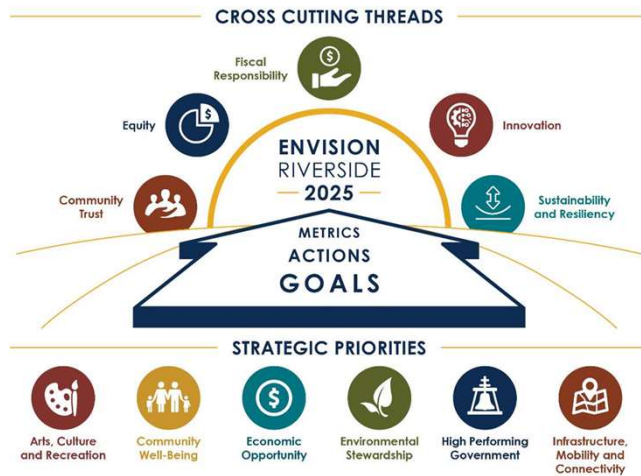 CROSS CUTTING THREADS
Fiscal
Responsibility
$
Equity
$
Innovation
Community
Trust
Sustainability
and Resiliency
ENVISION
RIVERSIDE
2025
METRICS
ACTIONS
GOALS
STRATEGIC PRIORITIES
$
Arts, Culture
and Recreation
Community
Well-Being
Economic
Opportunity
Environmental
Stewardship
High Performing
Government
Infrastructure,
Mobility and
Connectivity